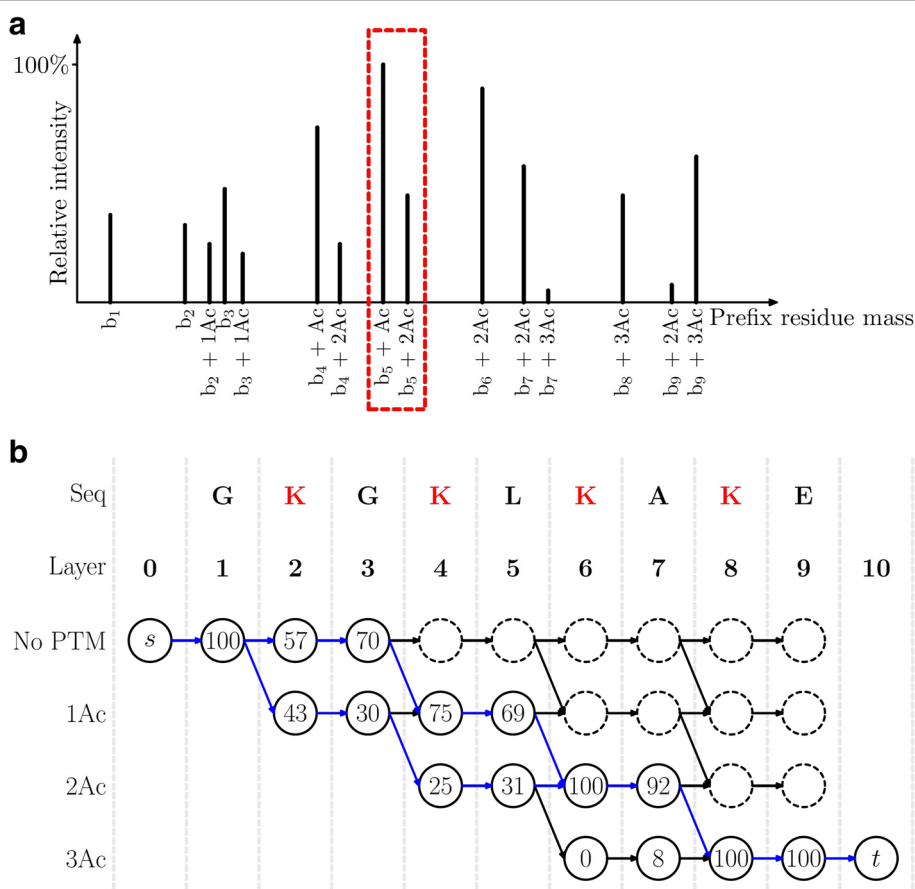 a
100%
Relative intensity
b1
b2
b2 + 1Ac
b3
b3 + 1Ac
b4 + Ac
b4 + 2Ac
b5 + Ac
b5 + 2Ac
b6 + 2Ac
b7 + 2Ac
b7 + 3Ac
b8 + 3Ac
b9 + 2Ac
b9 + 3Ac
Prefix residue mass
b
Seq G K G K L K A K E
Layer 0 1 2 3 4 5 6 7 8 9 10
No PTM s 100 57 70
1Ac 43 30 75 69
2Ac 25 31 100 92
3Ac 0 8 100 100 t